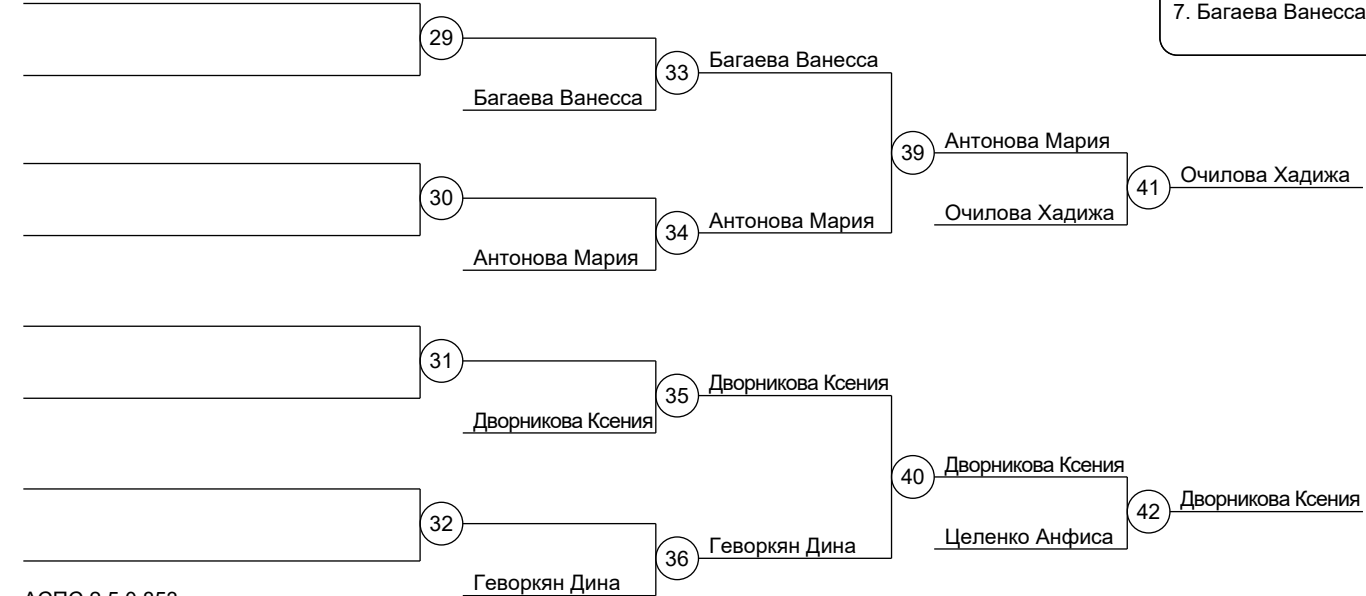 7. Багаева Ванесса
29
Багаева Ванесса
33
Багаева Ванесса
Багаева Ванесса
39
Антонова Мария
41
Очилова Хадижа
30
34
Антонова Мария
Очилова Хадижа
Антонова Мария
31
35
Дворникова Ксения
Дворникова Ксения
40
Дворникова Ксения
42
Дворникова Ксения
32
36
Геворкян Дина
Целенко Анфиса
Геворкян Дина